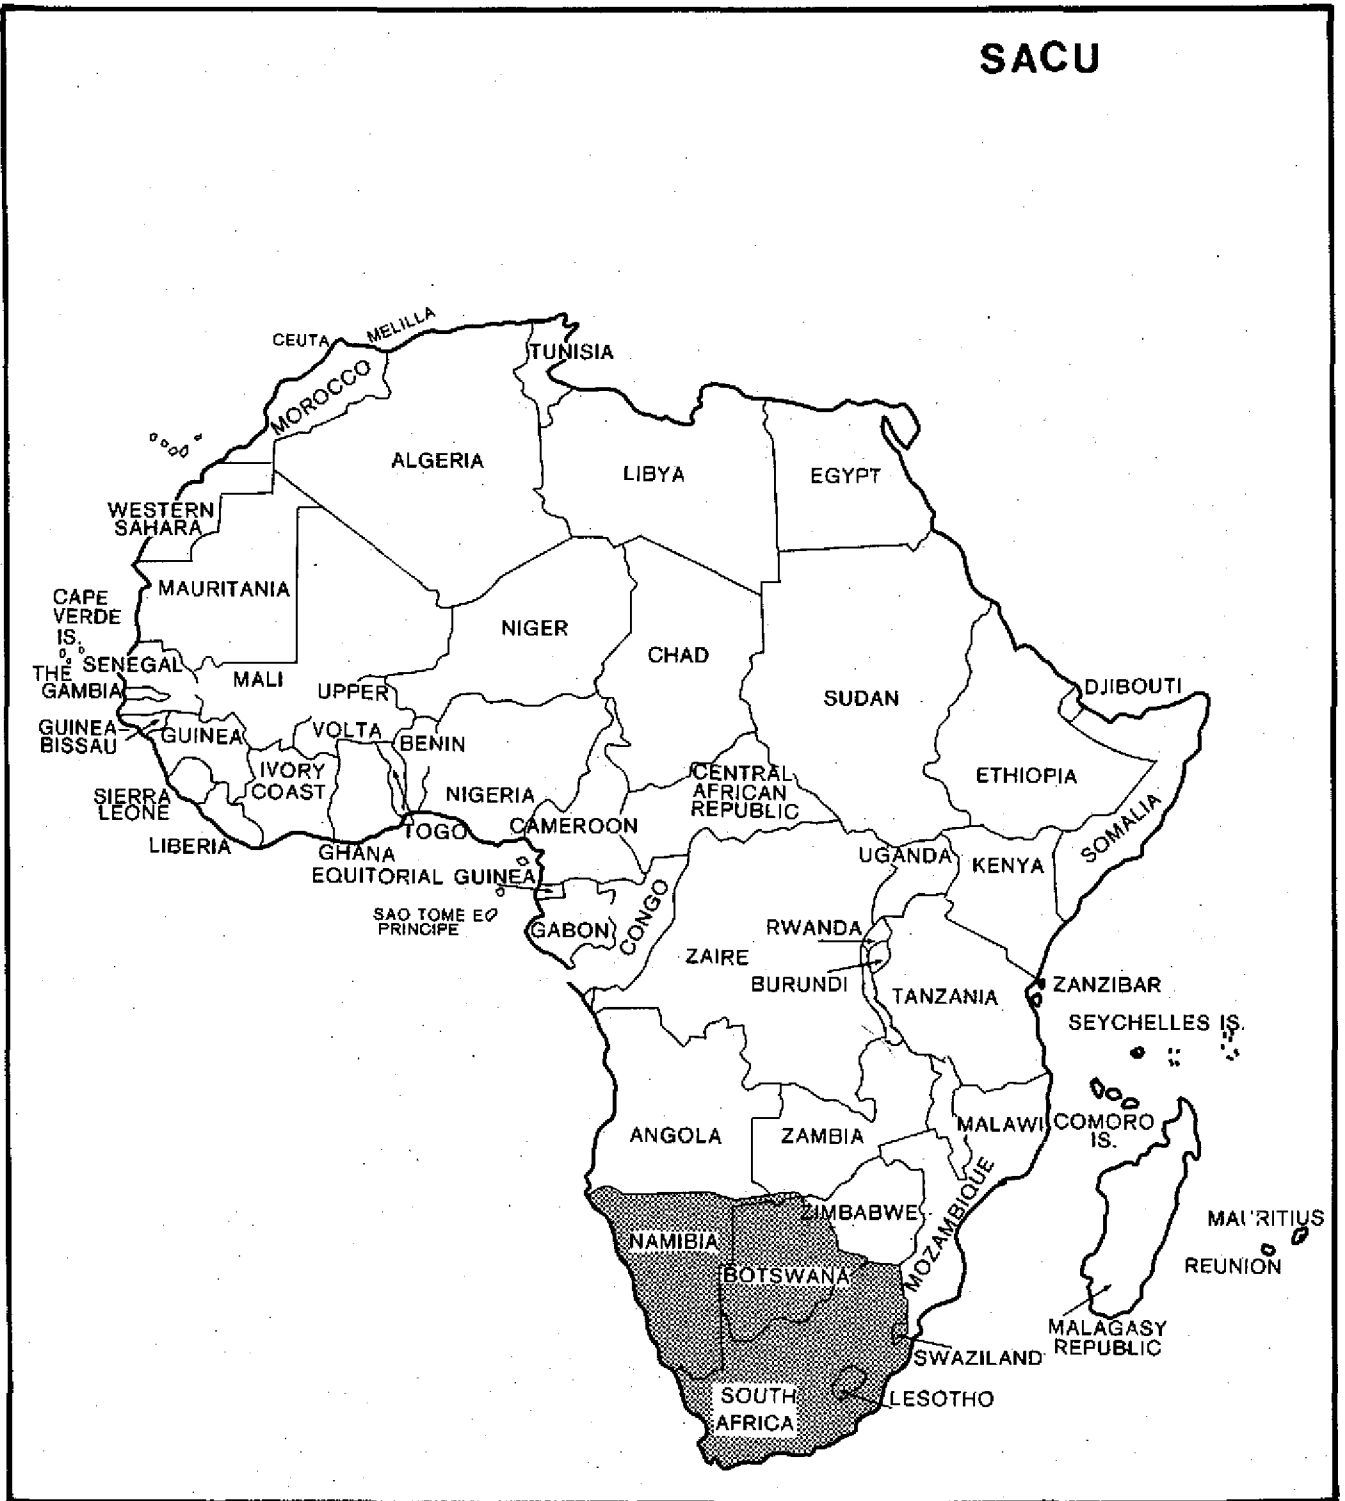 SACU
CEUTA
MELILLA
TUNISIA
MOROCCO
ALGERIA
LIBYA
EGYPT
WESTERN
SAHARA
MAURITANIA
CAPE
VERDE
IS.
NIGER
CHAD
SENEGAL
THE
GAMBIA
MALI
UPPER
VOLTA
SUDAN
DJIBOUTI
GUINEA-
BISSAU
GUINEA
BENIN
IVORY
COAST
NIGERIA
CENTRAL
AFRICAN
REPUBLIC
ETHIOPIA
SOMALIA
SIERRA
LEONE
LIBERIA
GHANA
TOGO
CAMEROON
UGANDA
KENYA
EQUITORIAL GUINEA
SAO TOME E
PRINCIPE
GABON
CONGO
ZAIRE
RWANDA
BURUNDI
TANZANIA
ZANZIBAR
SEYCHELLES IS.
ANGOLA
ZAMBIA
MALAWI
COMORO
IS.
MOZAMBIQUE
ZIMBABWE
NAMIBIA
BOTSWANA
MAURITIUS
REUNION
MALAGASY
REPUBLIC
SWAZILAND
LESOTHO
SOUTH
AFRICA